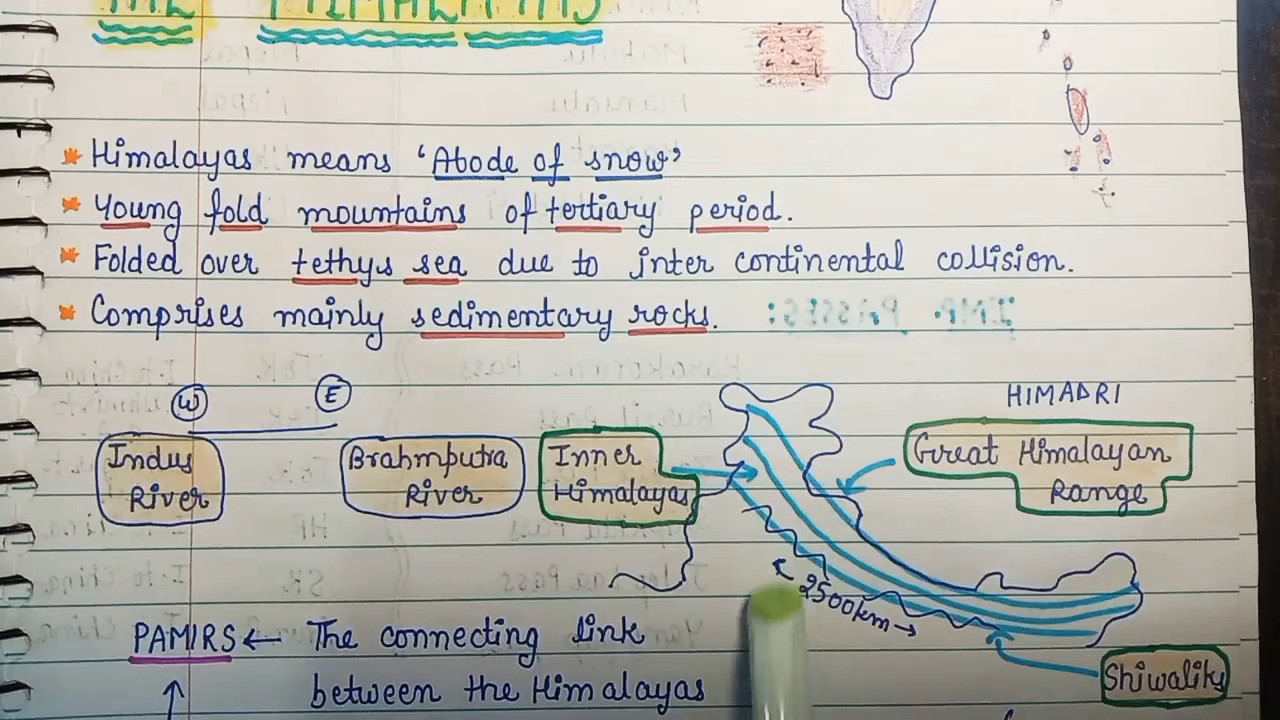 THE HIMALAYAS
* Himalayas means 'Abode of snow'
* Young fold mountains of tertiary period.
* Folded over tethys sea due to inter continental collision.
* Comprises mainly sedimentary rocks.
IMP. PASSES:
W E
Indus
River
Brahmputra
River
Inner
Himalayas
HIMADRI
Great Himalayan
Range
2500km
Shiwaliks
PAMIRS ← The connecting link
between the Himalayas